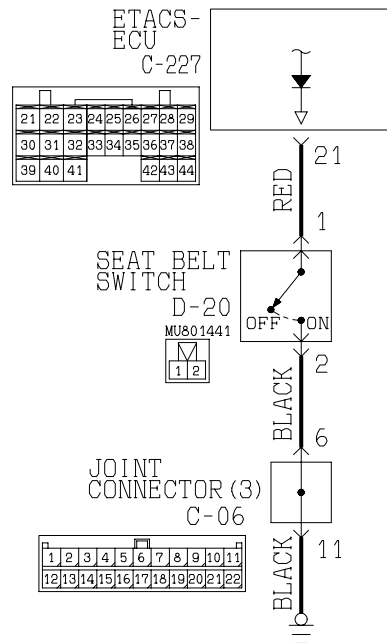 ETACS-
ECU
C-227
21 22 23 24 25 26 27 28 29
30 31 32 33 34 35 36 37 38
39 40 41 42 43 44
21
RED
1
SEAT BELT
SWITCH
D-20
OFF ON
MU801441
1 2
2
BLACK
6
JOINT
CONNECTOR (3)
C-06
1 2 3 4 5 6 7 8 9 10 11
12 13 14 15 16 17 18 19 20 21 22
11
BLACK